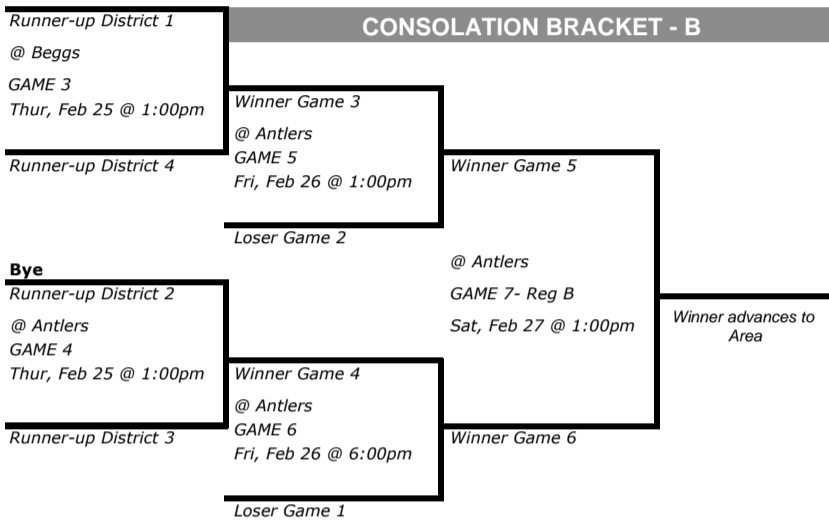 CONSOLATION BRACKET - B
Runner-up District 1
@ Beggs
GAME 3
Thur, Feb 25 @ 1:00pm
Runner-up District 4
Winner Game 3
@ Antlers
GAME 5
Fri, Feb 26 @ 1:00pm
Loser Game 2
Bye
Runner-up District 2
@ Antlers
GAME 4
Thur, Feb 25 @ 1:00pm
Runner-up District 3
Winner Game 4
@ Antlers
GAME 6
Fri, Feb 26 @ 6:00pm
Loser Game 1
Winner Game 5
@ Antlers
GAME 7- Reg B
Sat, Feb 27 @ 1:00pm
Winner Game 6
Winner advances to
Area